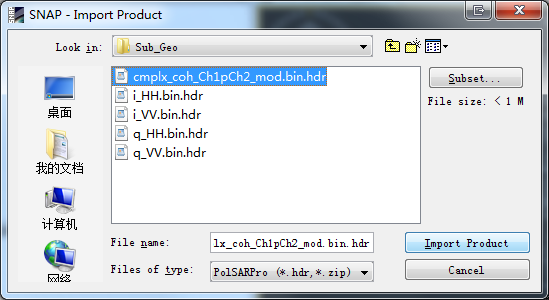 SNAP - Import Product
Look in:
Sub_Geo
桌面
我的文档
计算机
网络
cmplx_coh_Ch1pCh2_mod.bin.hdr
i_HH.bin.hdr
i_VV.bin.hdr
q_HH.bin.hdr
q_VV.bin.hdr
Subset...
File size: < 1 M
File name:
lx_coh_Ch1pCh2_mod.bin.hdr
Import Product
Files of type:
PolSARPro (*.hdr,*.zip)
Cancel